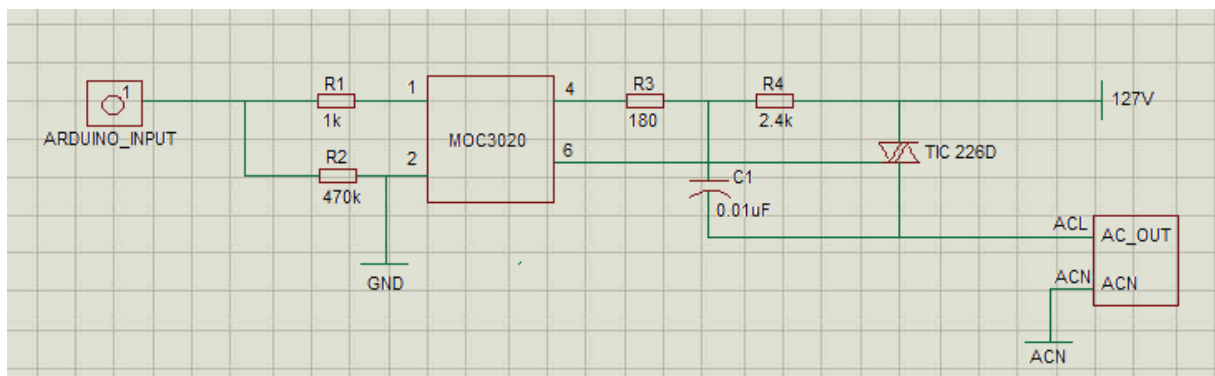 1
ARDUINO_INPUT
R1
1k
R2
470k
GND
1
2
MOC3020
4
6
R3
180
R4
2.4k
C1
0.01uF
127V
TIC 226D
ACL
AC_OUT
ACN
ACN
ACN